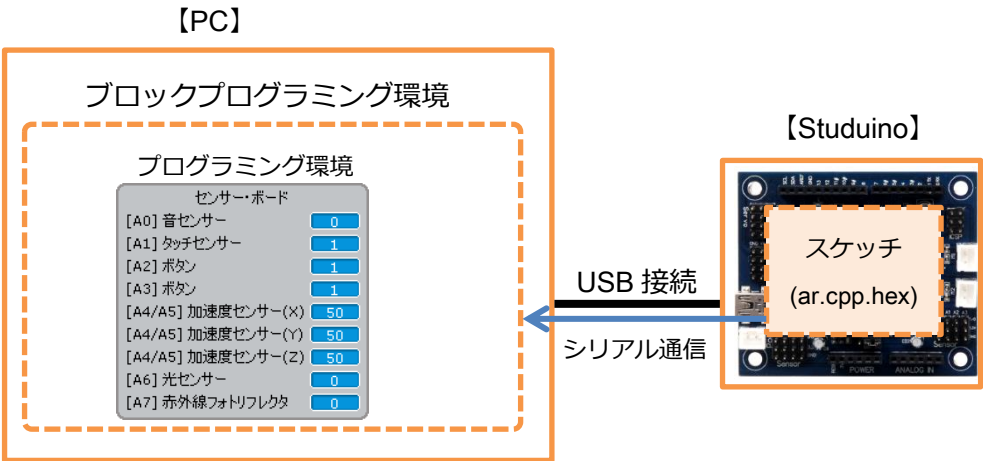 【PC】
ブロックプログラミング環境
プログラミング環境
センサー・ボード
[A0] 音センサー 0
[A1] タッチセンサー 1
[A2] ボタン 1
[A3] ボタン 1
[A4/A5] 加速度センサー(X) 50
[A4/A5] 加速度センサー(Y) 50
[A4/A5] 加速度センサー(Z) 50
[A6] 光センサー 0
[A7] 赤外線フォトリフレクタ 0
USB 接続
シリアル通信
【Studuino】
スケッチ
(ar.cpp.hex)
Sensor
POWER
ANALOG IN
Sensor